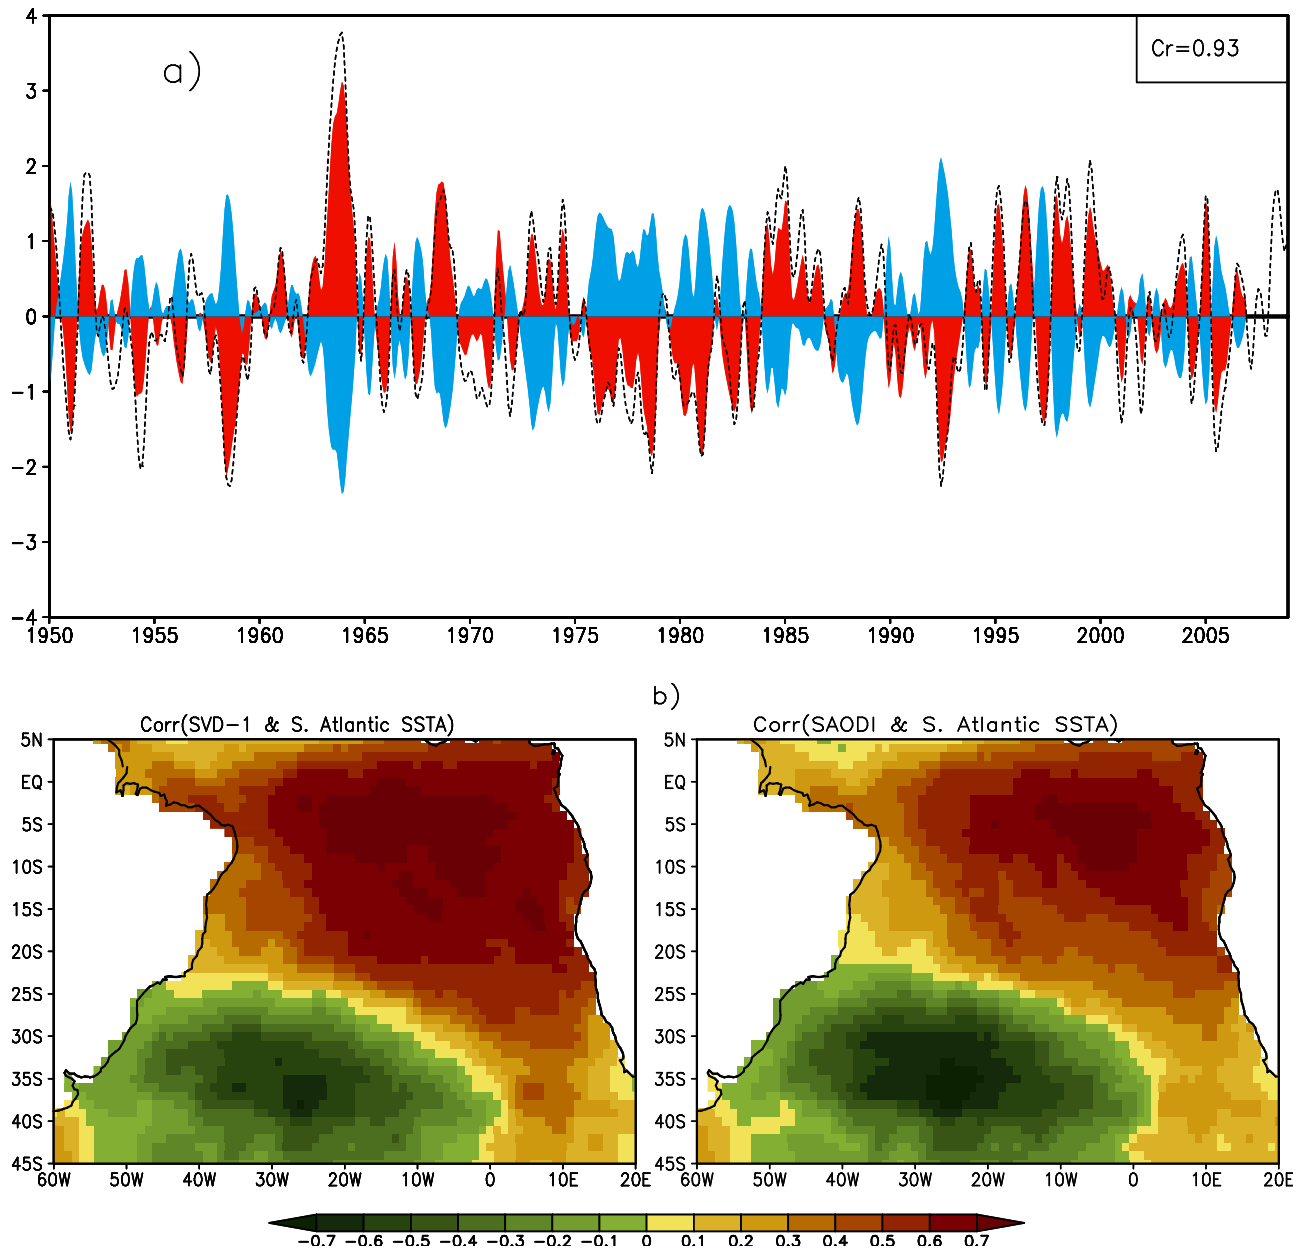 4
a)
Cr=0.93
3
2
1
0
−1
−2
−3
−4
1950 1955 1960 1965 1970 1975 1980 1985 1990 1995 2000 2005
b)
Corr(SVD−1 & S. Atlantic SSTA) Corr(SAODI & S. Atlantic SSTA)
5N 5N
EQ EQ
5S 5S
10S 10S
15S 15S
20S 20S
25S 25S
30S 30S
35S 35S
40S 40S
45S 45S
60W 50W 40W 30W 20W 10W 0 10E 20E 60W 50W 40W 30W 20W 10W 0 10E 20E
−0.7 −0.6 −0.5 −0.4 −0.3 −0.2 −0.1 0 0.1 0.2 0.3 0.4 0.5 0.6 0.7